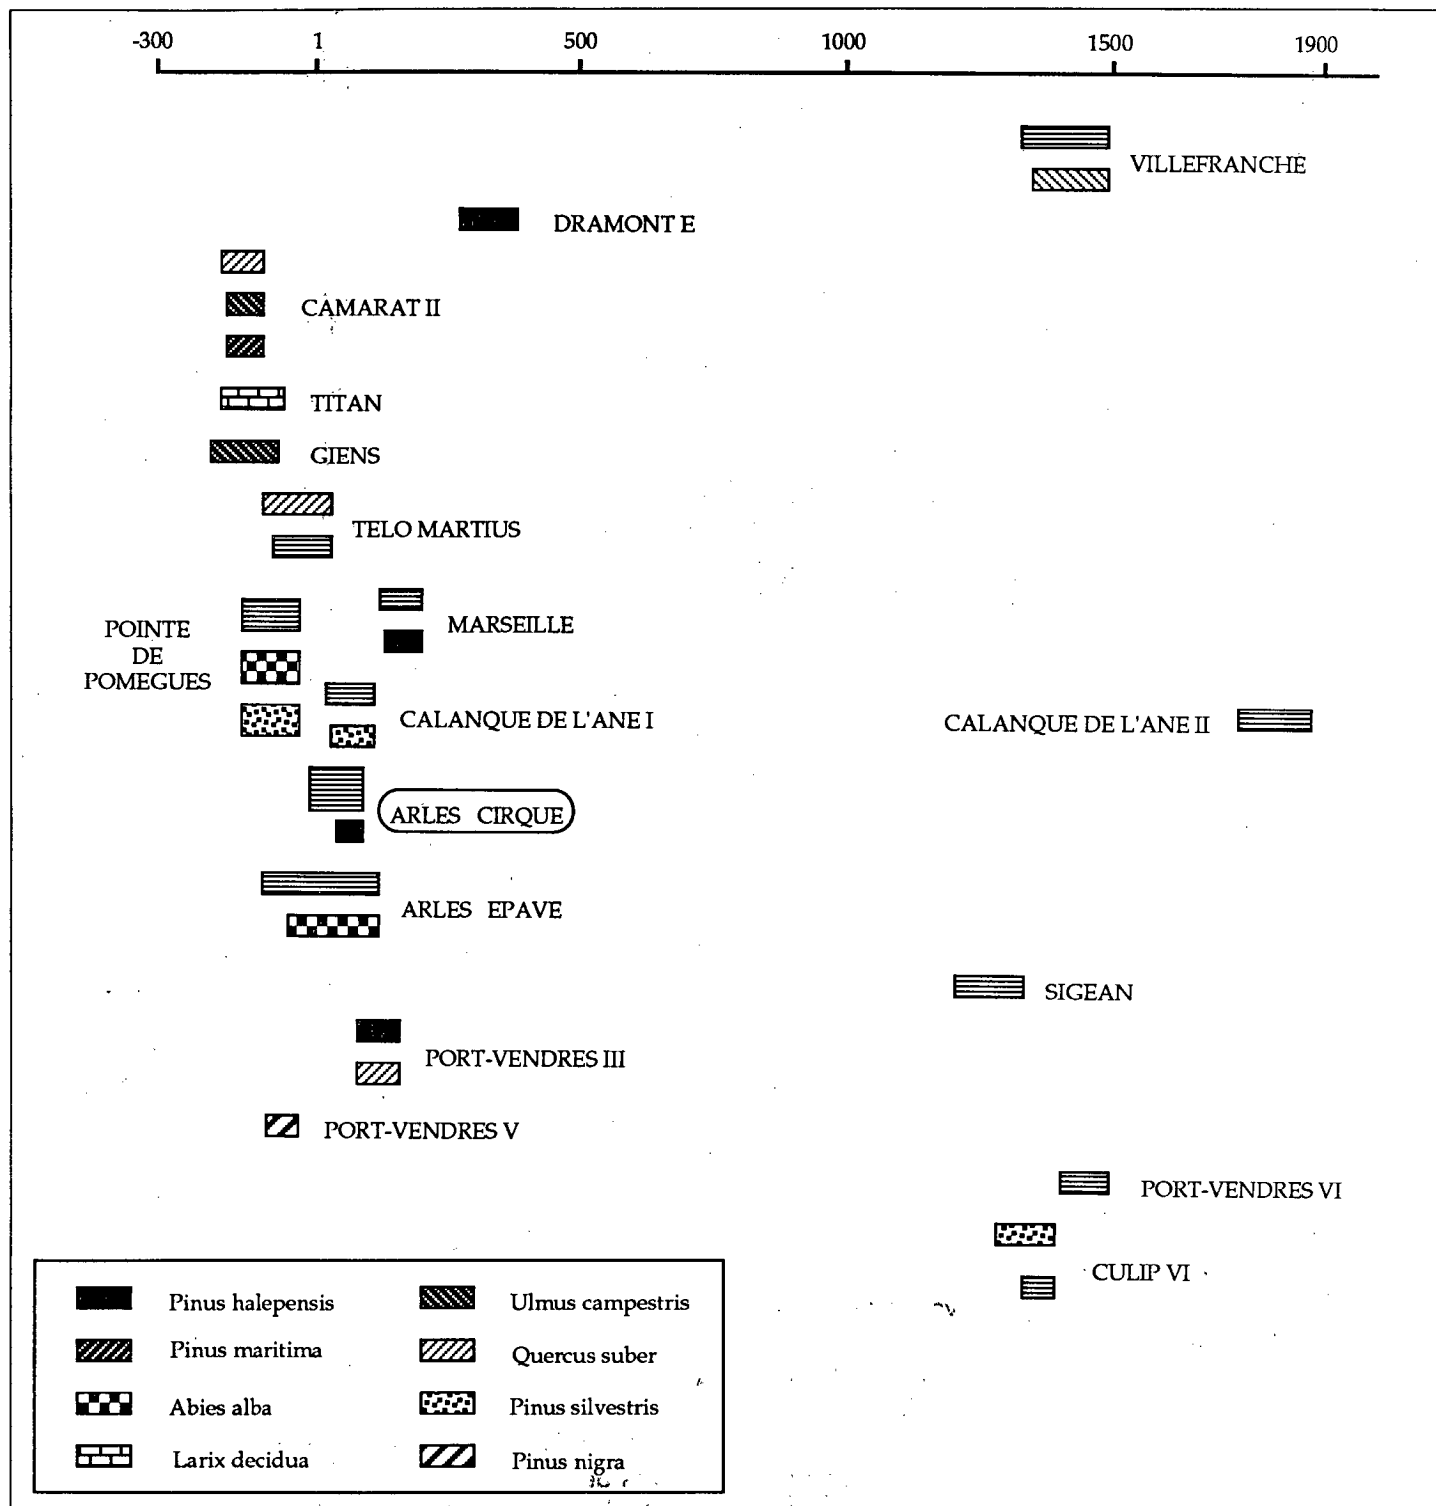 -300 1 500 1000 1500 1900
VILLEFRANCHE
DRAMONT E
CAMARAT II
TITAN
GIENS
TELO MARTIUS
MARSEILLE
POINTE
DE
POMEGUES
CALANQUE DE L'ANE I
CALANQUE DE L'ANE II
ARLES CIRQUE
ARLES EPAVE
SIGEAN
PORT-VENDRES III
PORT-VENDRES V
PORT-VENDRES VI
CULIP VI
Pinus halepensis
Ulmus campestris
Pinus maritima
Quercus suber
Abies alba
Pinus silvestris
Larix decidua
Pinus nigra